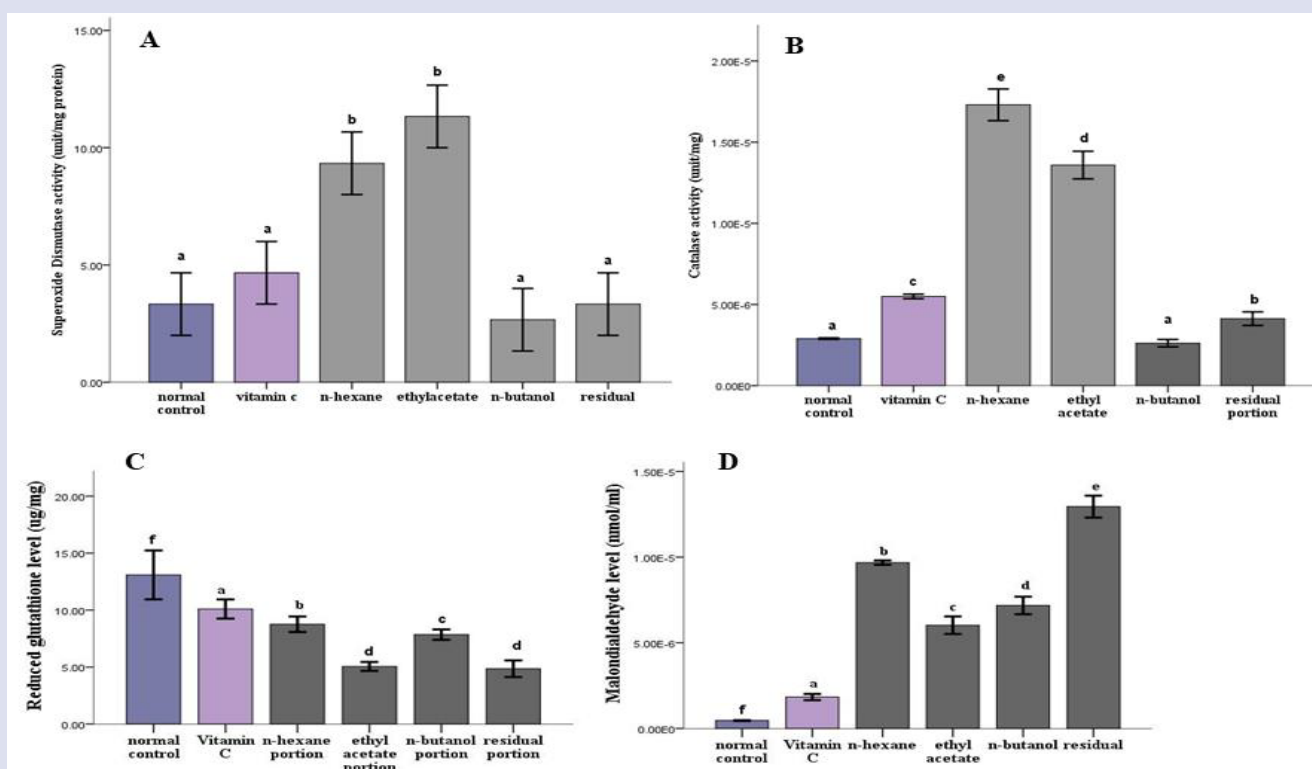 A
Superoxide Dismutase activity (unit/mg protein)
15.00
10.00
5.00
0.00
a
a
b
b
a
a
normal control
vitamin c
n-hexane
ethylacetate
n-butanol
residual
B
Catalase activity (unit/mg)
2.00E-5
1.50E-5
1.00E-5
5.00E-6
0.00E0
a
c
e
d
a
b
normal control
vitamin C
n-hexane
ethyl acetate
n-butanol
residual portion
C
Reduced glutathione level (ug/mg)
20.00
15.00
10.00
5.00
0.00
f
a
b
d
c
d
normal control
Vitamin C
n-hexane portion
ethyl acetate portion
n-butanol portion
residual portion
D
Malondialdehyde level (nmol/ml)
1.50E-5
1.00E-5
5.00E-6
0.00E0
f
a
b
c
d
e
normal control
Vitamin C
n-hexane
ethyl acetate
n-butanol
residual